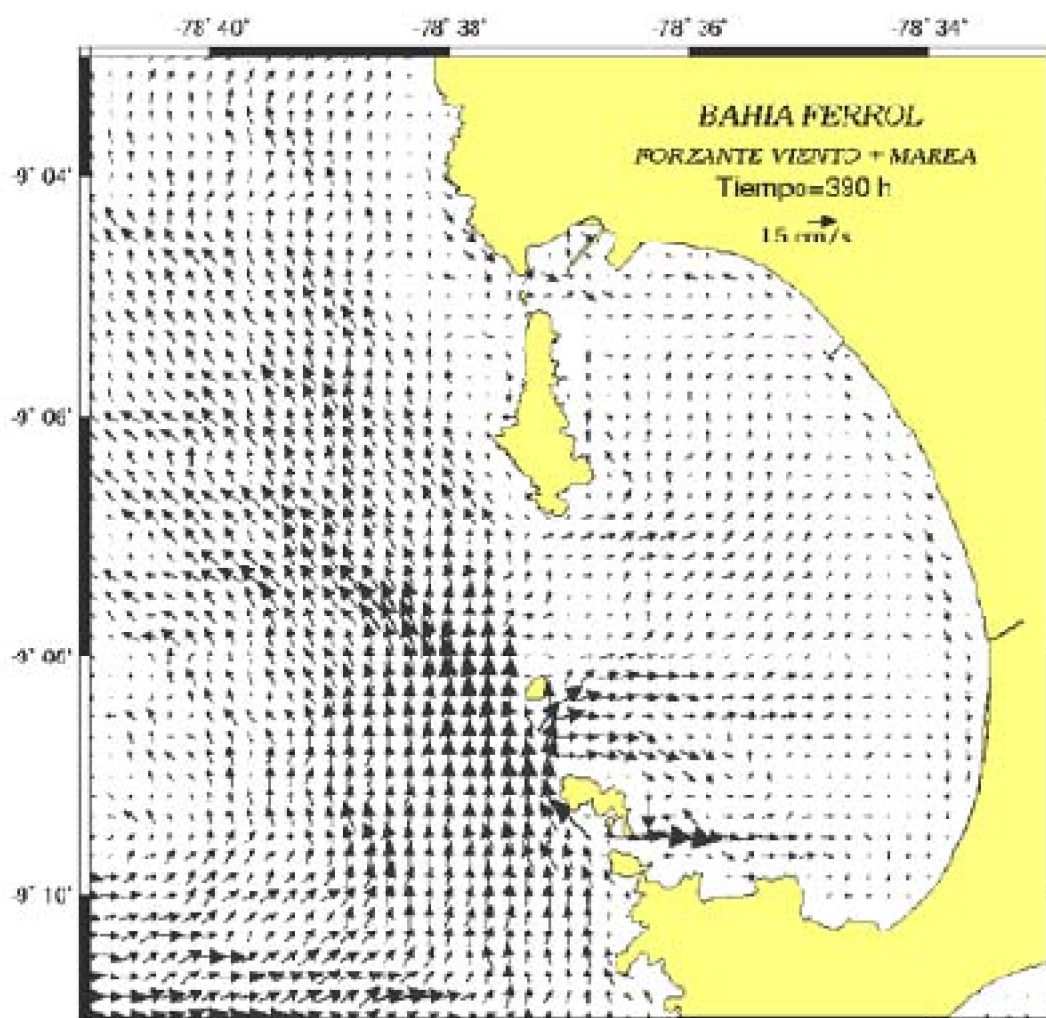 -78° 40' -78° 38' -78° 36' -78° 34'
BAHIA FERROL
FORZANTE VIENTO + MAREA
Tiempo=390 h
15 cm/s
-9° 04'
-9° 06'
-9° 08'
-9° 10'